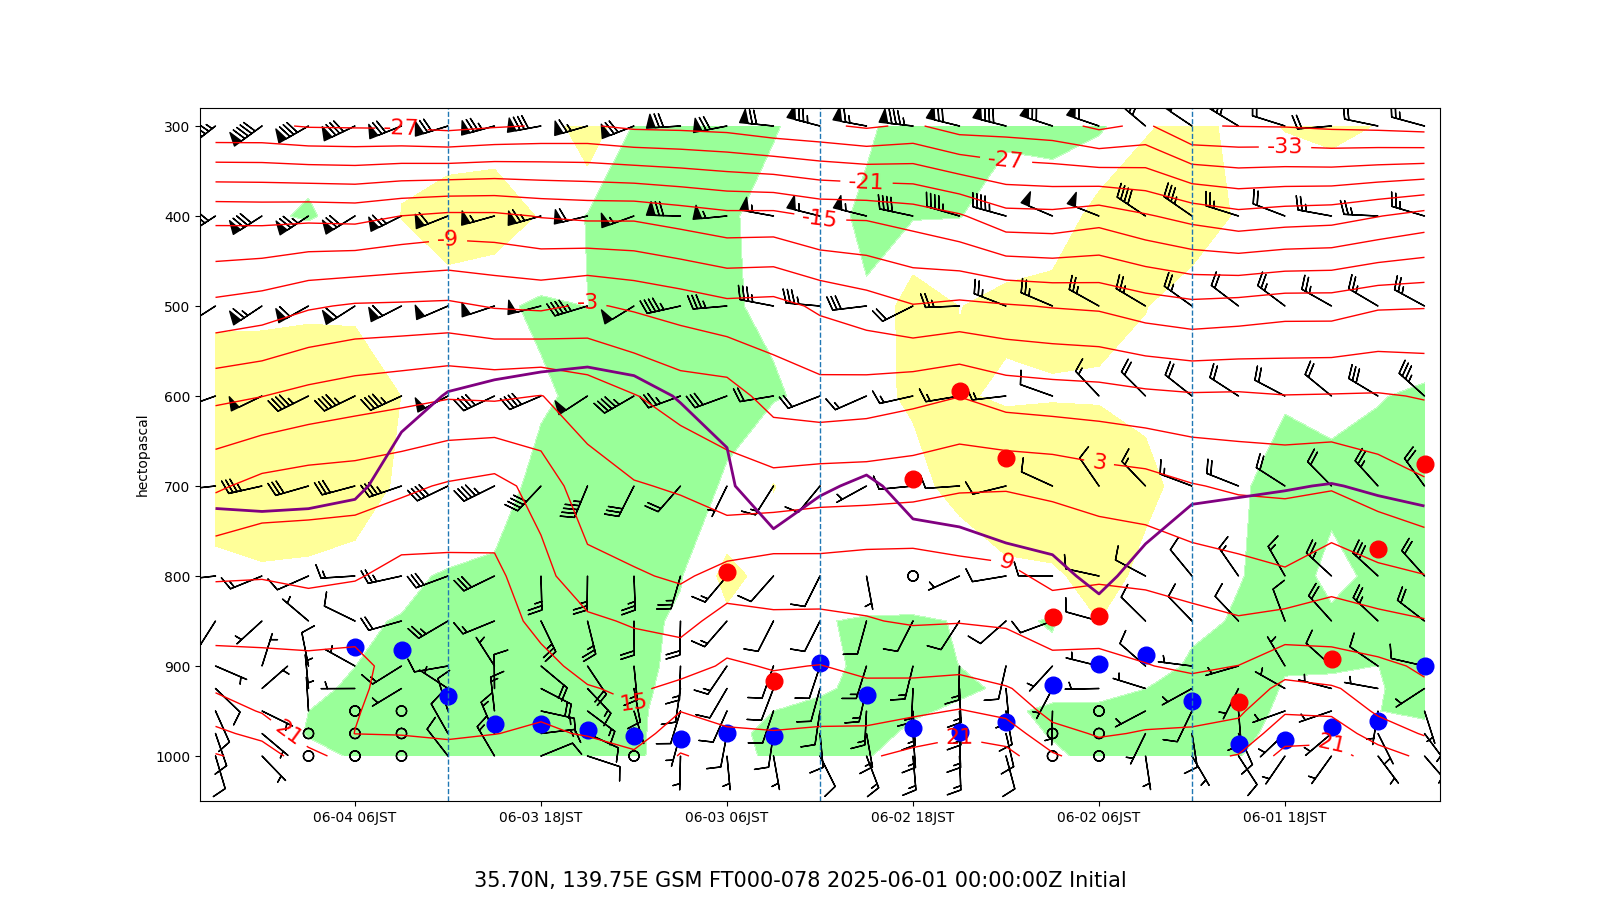 300
400
500
600
700
800
900
1000
hectopascal
-27
-33
-27
-21
-15
-9
-3
3
9
15
21
21
21
06-04 06JST
06-03 18JST
06-03 06JST
06-02 18JST
06-02 06JST
06-01 18JST
35.70N, 139.75E GSM FT000-078 2025-06-01 00:00:00Z Initial